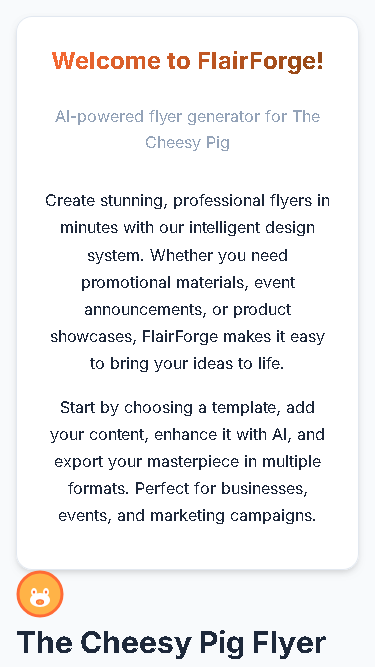 Welcome to FlairForge!
AI-powered flyer generator for The
Cheesy Pig
Create stunning, professional flyers in
minutes with our intelligent design
system. Whether you need
promotional materials, event
announcements, or product
showcases, FlairForge makes it easy
to bring your ideas to life.
Start by choosing a template, add
your content, enhance it with AI, and
export your masterpiece in multiple
formats. Perfect for businesses,
events, and marketing campaigns.
The Cheesy Pig Flyer